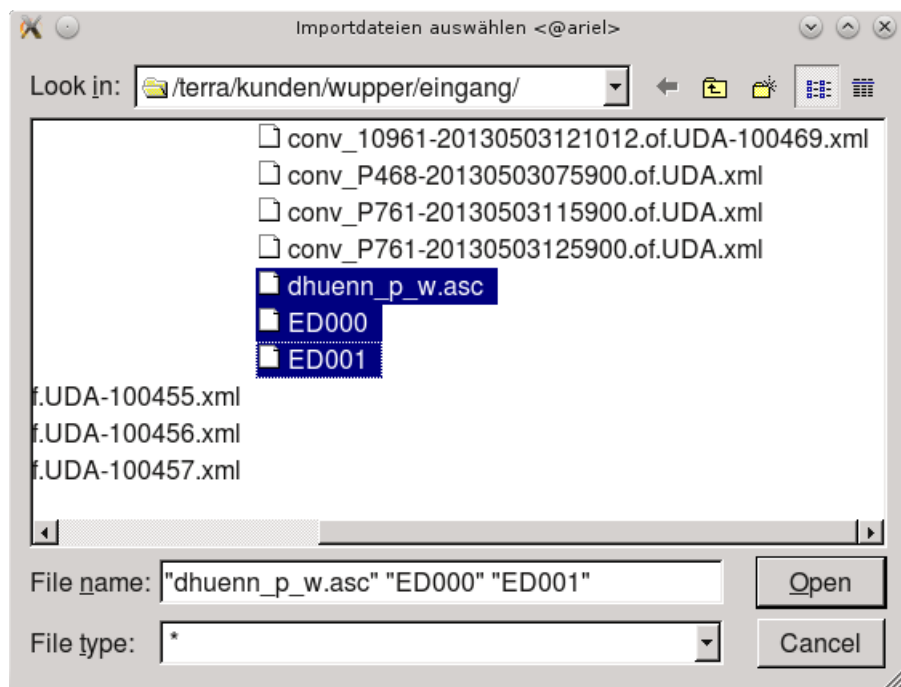 Importdateien auswählen <@ariel>
Look in: /terra/kunden/wupper/eingang/
conv_10961-20130503121012.of.UDA-100469.xml
conv_P468-20130503075900.of.UDA.xml
conv_P761-20130503115900.of.UDA.xml
conv_P761-20130503125900.of.UDA.xml
dhuenn_p_w.asc
ED000
ED001
f.UDA-100455.xml
f.UDA-100456.xml
f.UDA-100457.xml
File name: "dhuenn_p_w.asc" "ED000" "ED001" Open
File type: * Cancel